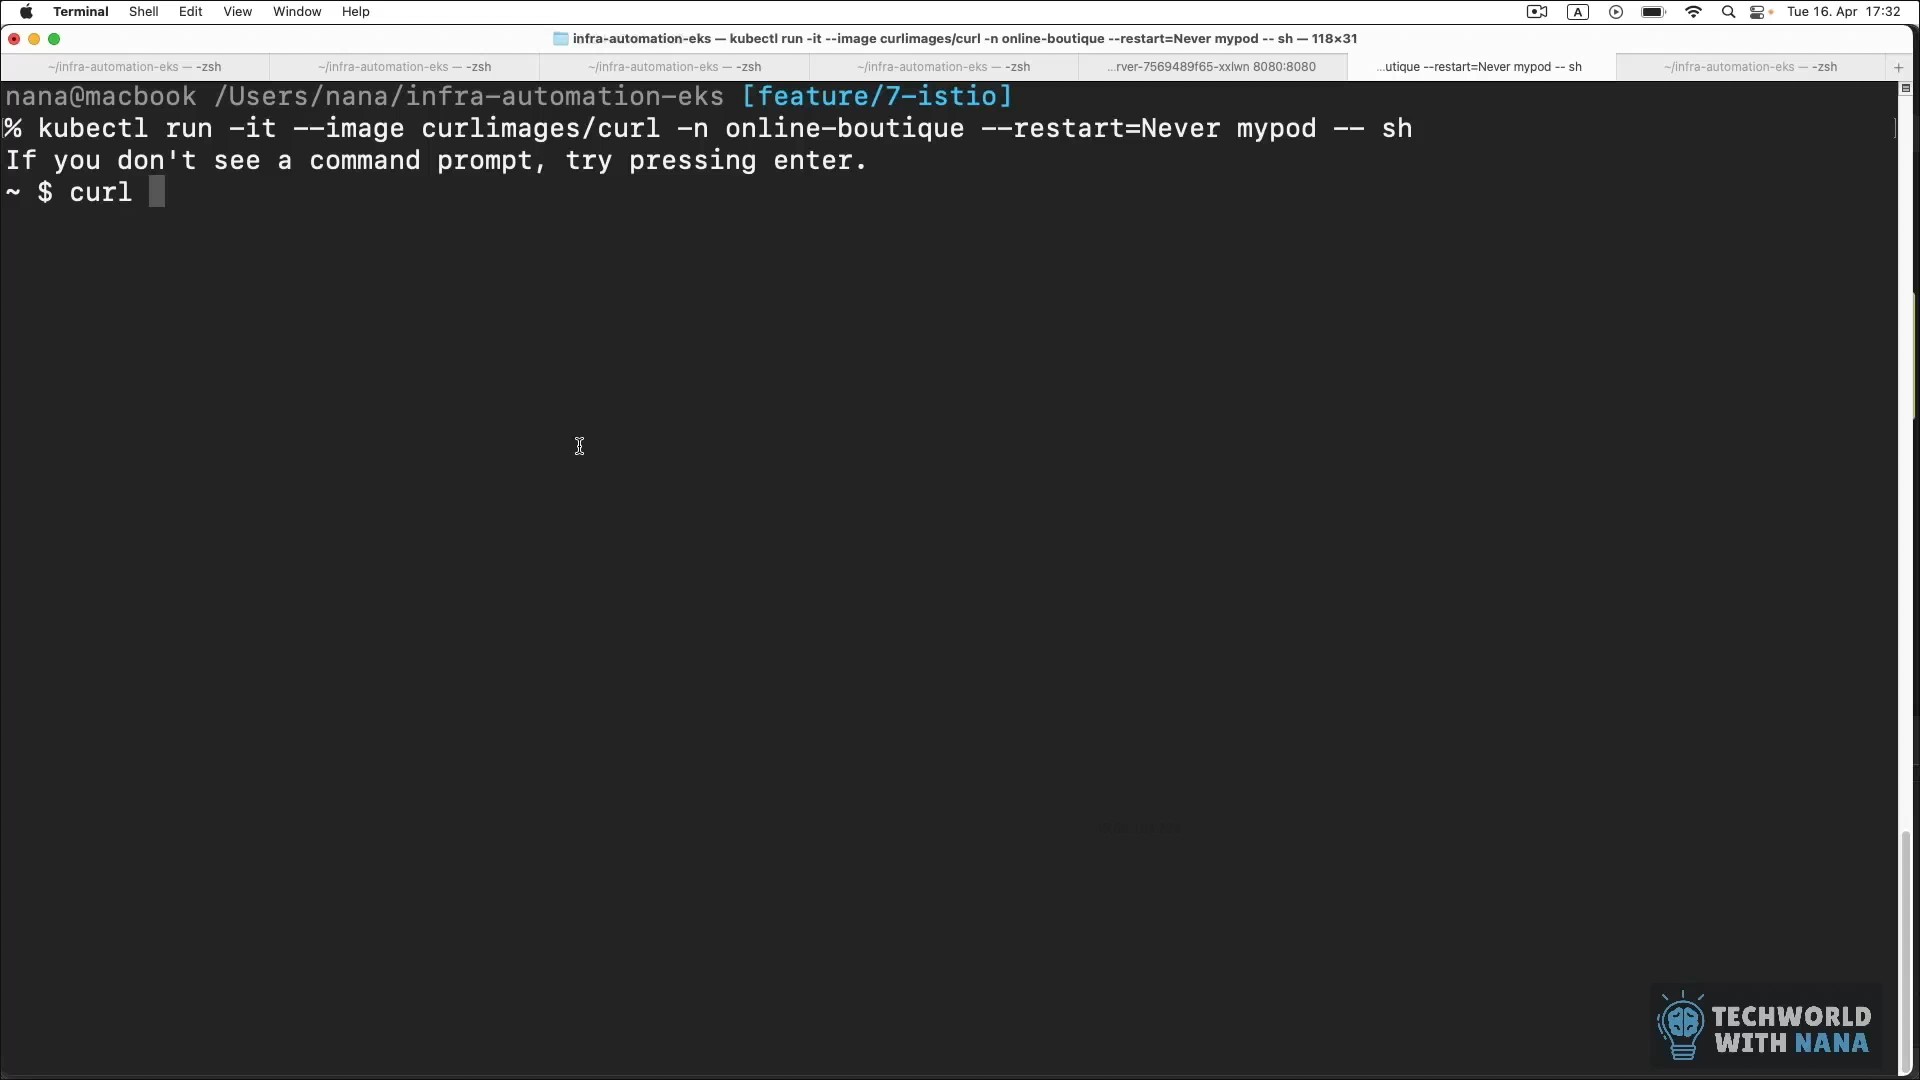 Terminal Shell Edit View Window Help
A
Tue 16. Apr 17:32
infra-automation-eks — kubectl run -it --image curlimages/curl -n online-boutique --restart=Never mypod -- sh — 118×31
~/infra-automation-eks — -zsh
~/infra-automation-eks — -zsh
~/infra-automation-eks — -zsh
~/infra-automation-eks — -zsh
...rver-7569489f65-xxlwn 8080:8080
...utique --restart=Never mypod -- sh
~/infra-automation-eks — -zsh
+
nana@macbook /Users/nana/infra-automation-eks [feature/7-istio]
% kubectl run -it --image curlimages/curl -n online-boutique --restart=Never mypod -- sh
If you don't see a command prompt, try pressing enter.
~ $ curl
TECHWORLD
WITH NANA